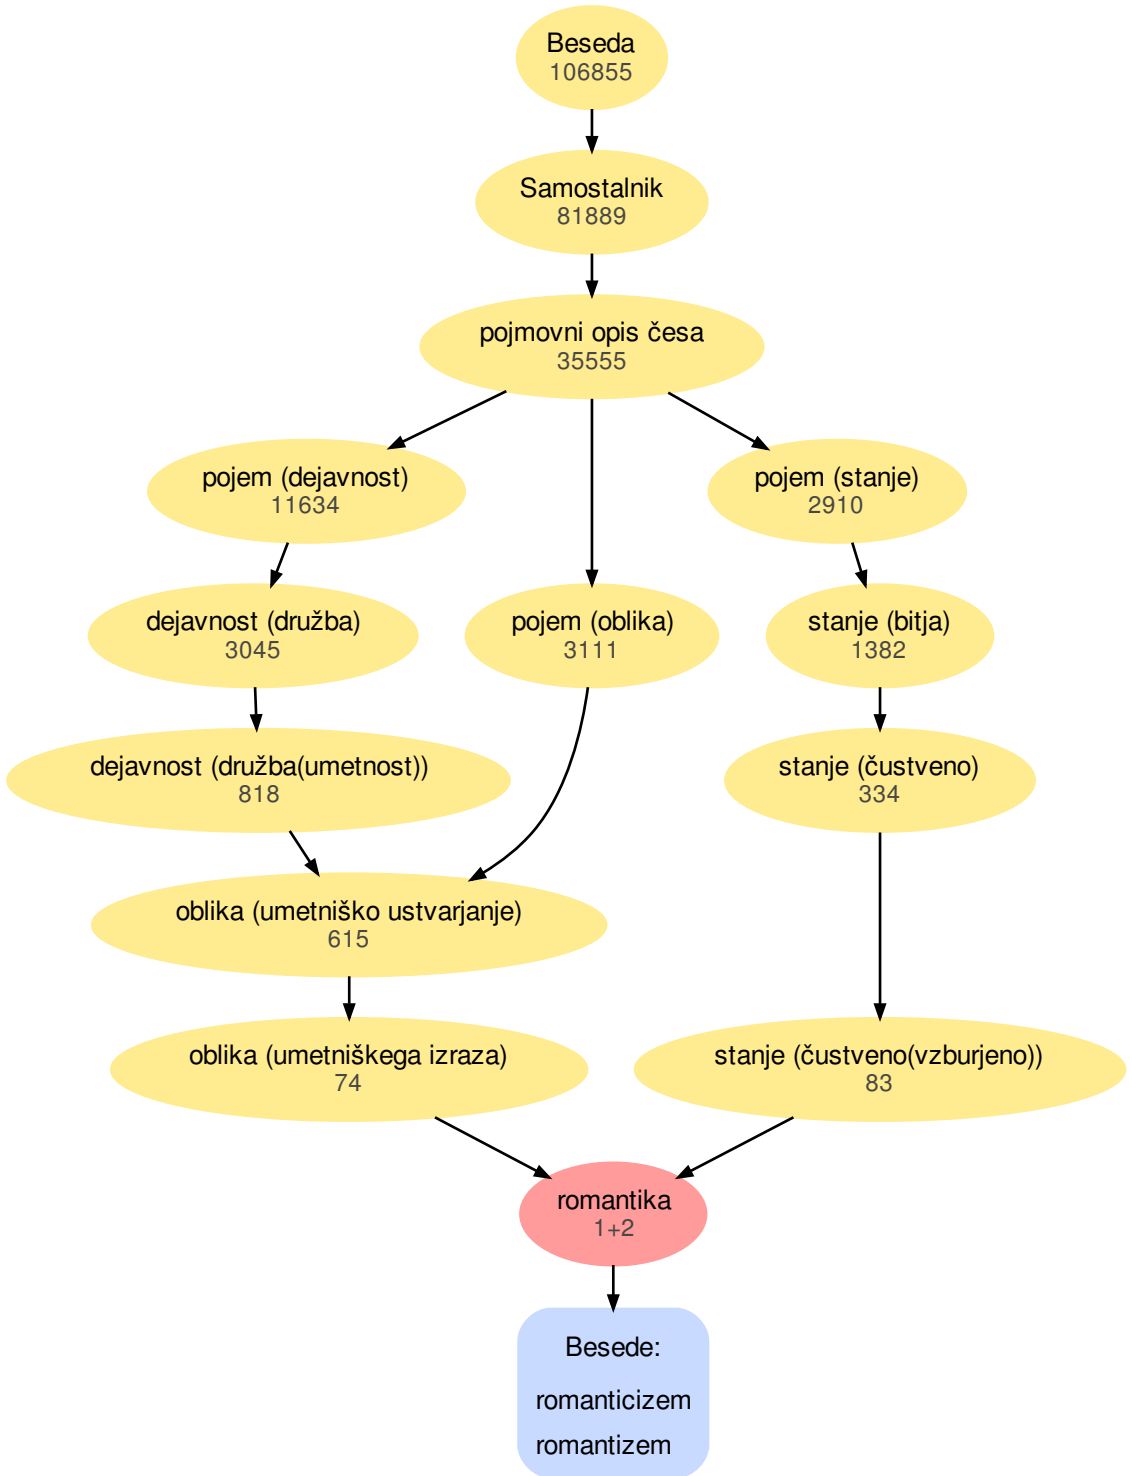 Beseda
106855
Samostalnik
81889
pojmovni opis česa
35555
pojem (dejavnost)
11634
pojem (stanje)
2910
dejavnost (družba)
3045
pojem (oblika)
3111
stanje (bitja)
1382
dejavnost (družba(umetnost))
818
stanje (čustveno)
334
oblika (umetniško ustvarjanje)
615
oblika (umetniškega izraza)
74
stanje (čustveno(vzburjeno))
83
romantika
1+2
Besede:
romanticizem
romantizem